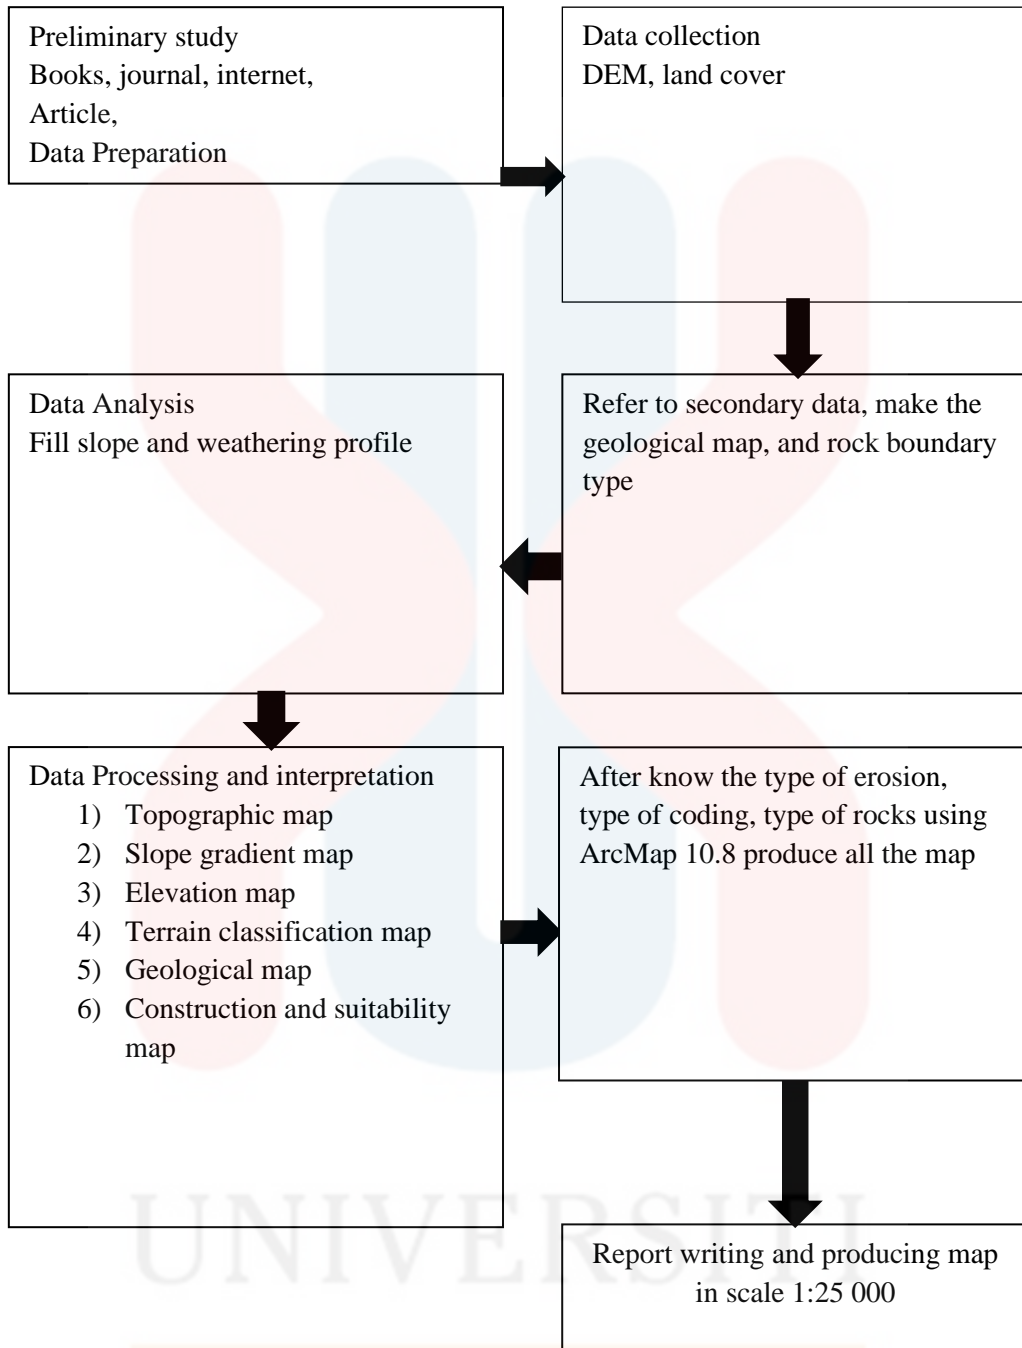 Preliminary study
Books, journal, internet,
Article,
Data Preparation
Data collection
DEM, land cover
Refer to secondary data, make the
geological map, and rock boundary
type
Data Analysis
Fill slope and weathering profile
Data Processing and interpretation
1) Topographic map
2) Slope gradient map
3) Elevation map
4) Terrain classification map
5) Geological map
6) Construction and suitability
map
After know the type of erosion,
type of coding, type of rocks using
ArcMap 10.8 produce all the map
Report writing and producing map
in scale 1:25 000
UNIVERSITI